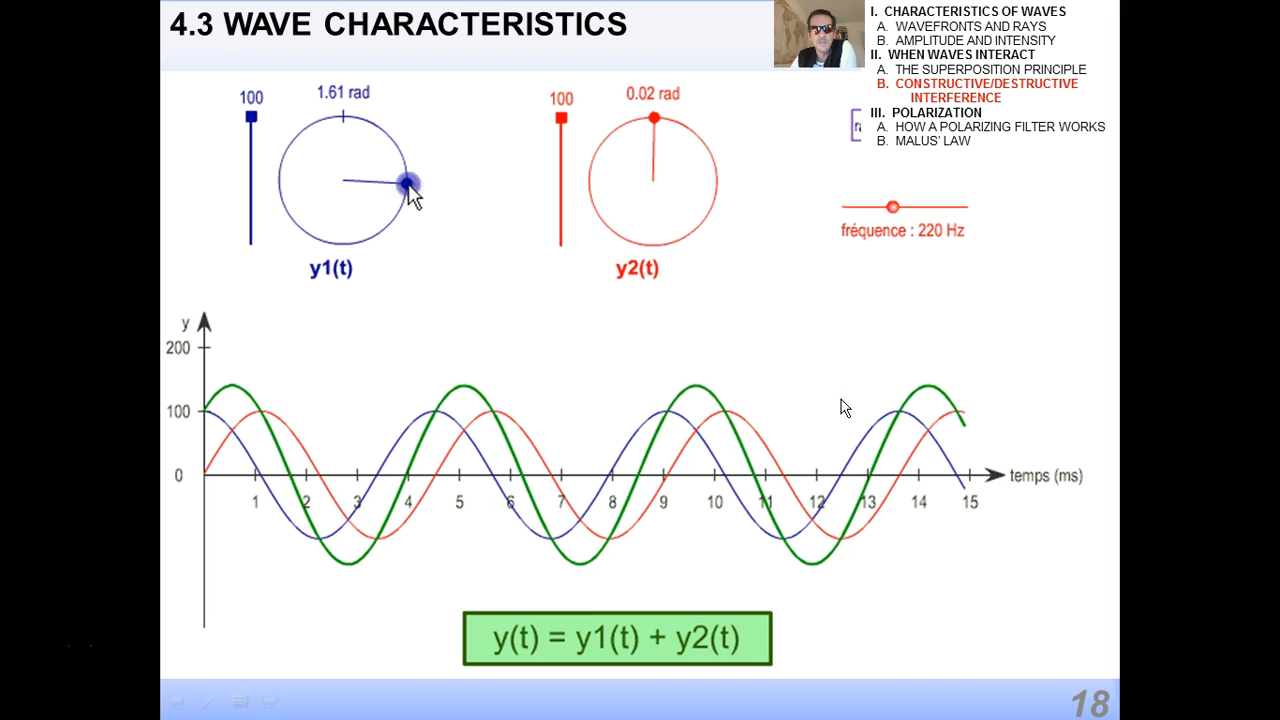 4.3 WAVE CHARACTERISTICS
I. CHARACTERISTICS OF WAVES
A. WAVEFRONTS AND RAYS
B. AMPLITUDE AND INTENSITY
II. WHEN WAVES INTERACT
A. THE SUPERPOSITION PRINCIPLE
B. CONSTRUCTIVE/DESTRUCTIVE
INTERFERENCE
III. POLARIZATION
A. HOW A POLARIZING FILTER WORKS
B. MALUS' LAW
100
1.61 rad
100
0.02 rad
y1(t)
y2(t)
fréquence : 220 Hz
y
200
100
0
1 2 3 4 5 6 7 8 9 10 11 12 13 14 15
temps (ms)
y(t) = y1(t) + y2(t)
18